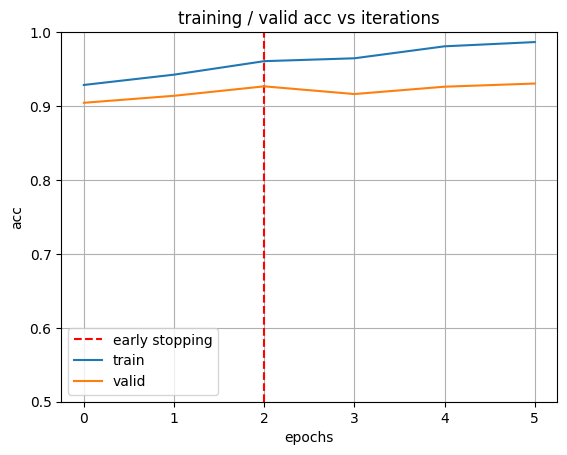 training / valid acc vs iterations
1.0
0.9
0.8
0.7
0.6
0.5
acc
early stopping
train
valid
0 1 2 3 4 5
epochs